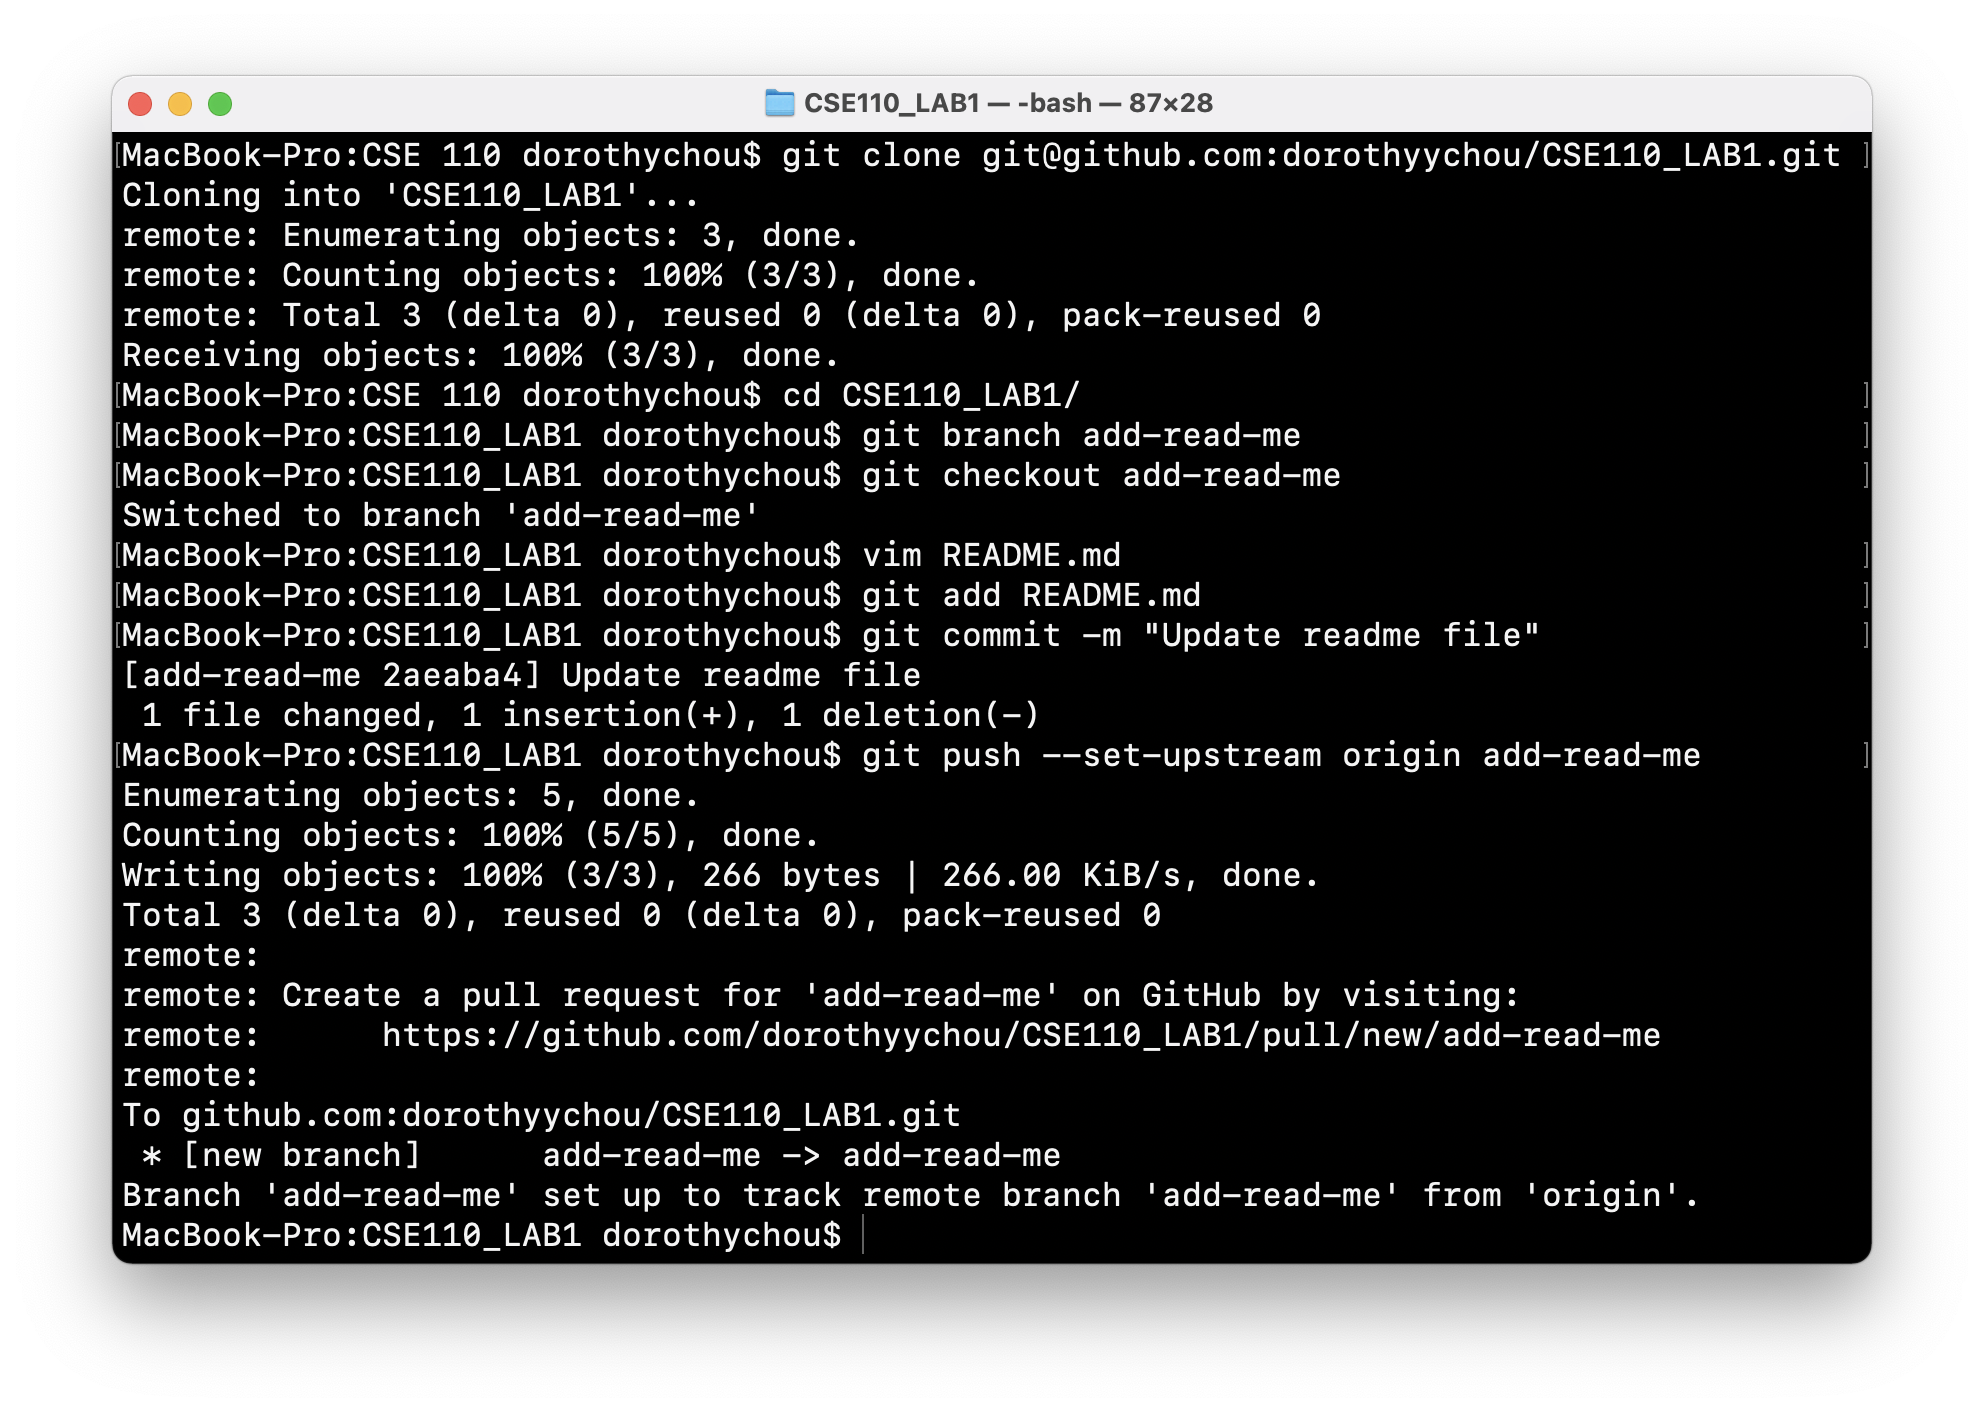 CSE110_LAB1 — -bash — 87×28
[MacBook-Pro:CSE 110 dorothychou$ git clone git@github.com:dorothyychou/CSE110_LAB1.git ]
Cloning into 'CSE110_LAB1'...
remote: Enumerating objects: 3, done.
remote: Counting objects: 100% (3/3), done.
remote: Total 3 (delta 0), reused 0 (delta 0), pack-reused 0
Receiving objects: 100% (3/3), done.
[MacBook-Pro:CSE 110 dorothychou$ cd CSE110_LAB1/ ]
[MacBook-Pro:CSE110_LAB1 dorothychou$ git branch add-read-me ]
[MacBook-Pro:CSE110_LAB1 dorothychou$ git checkout add-read-me ]
Switched to branch 'add-read-me'
[MacBook-Pro:CSE110_LAB1 dorothychou$ vim README.md ]
[MacBook-Pro:CSE110_LAB1 dorothychou$ git add README.md ]
[MacBook-Pro:CSE110_LAB1 dorothychou$ git commit -m "Update readme file" ]
[add-read-me 2aeaba4] Update readme file
 1 file changed, 1 insertion(+), 1 deletion(-)
[MacBook-Pro:CSE110_LAB1 dorothychou$ git push --set-upstream origin add-read-me ]
Enumerating objects: 5, done.
Counting objects: 100% (5/5), done.
Writing objects: 100% (3/3), 266 bytes | 266.00 KiB/s, done.
Total 3 (delta 0), reused 0 (delta 0), pack-reused 0
remote:
remote: Create a pull request for 'add-read-me' on GitHub by visiting:
remote:      https://github.com/dorothyychou/CSE110_LAB1/pull/new/add-read-me
remote:
To github.com:dorothyychou/CSE110_LAB1.git
 * [new branch]      add-read-me -> add-read-me
Branch 'add-read-me' set up to track remote branch 'add-read-me' from 'origin'.
MacBook-Pro:CSE110_LAB1 dorothychou$